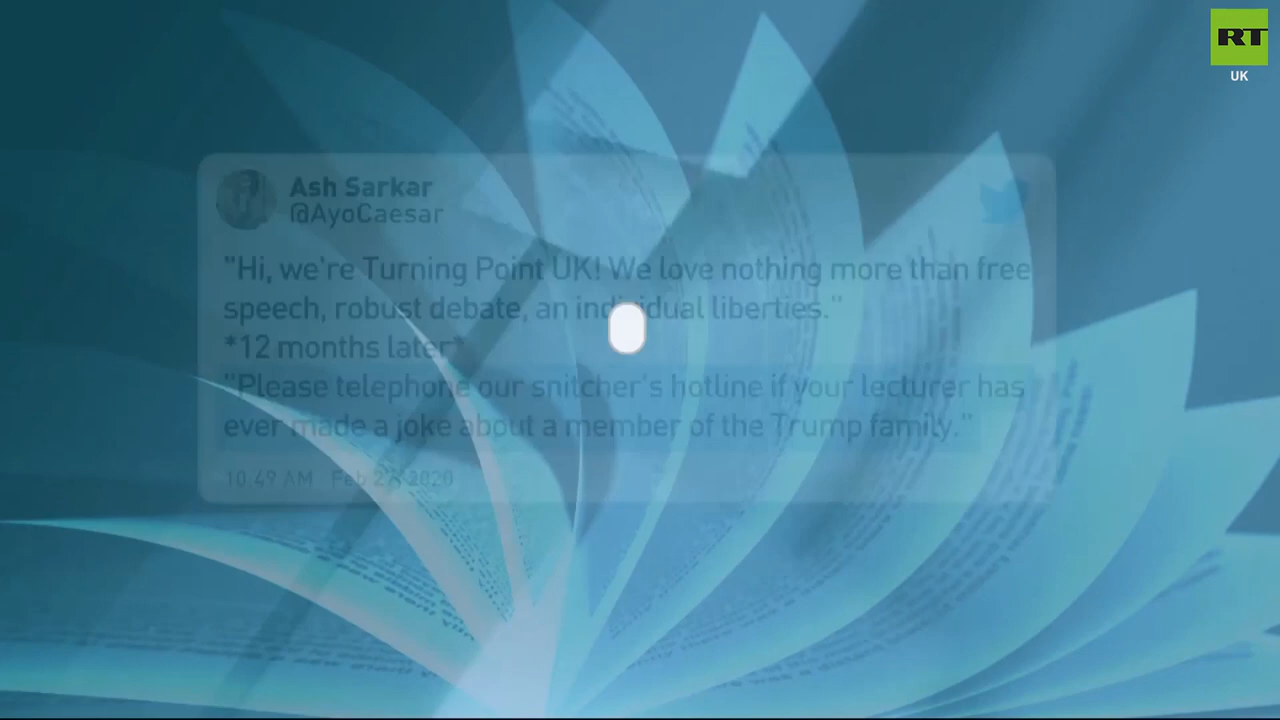 RT
UK
Ash Sarkar
@AyoCaesar
"Hi, we're Turning Point UK! We love nothing more than free
speech, robust debate, an individual liberties."
*12 months later*
"Please telephone our snitcher's hotline if your lecturer has
ever made a joke about a member of the Trump family."
10.49 AM Feb 2 2020